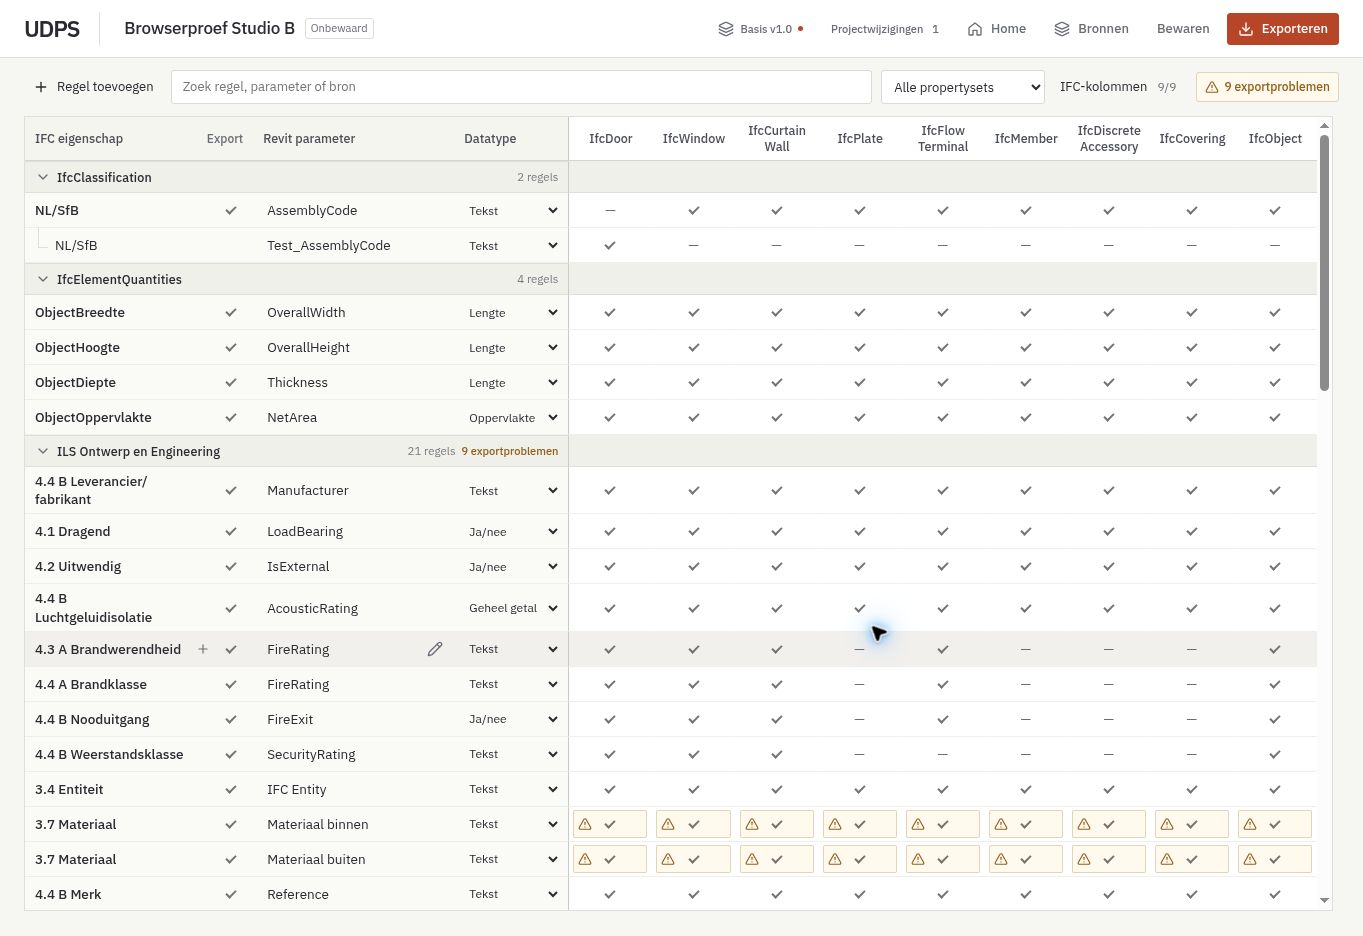 UDPS Browserproef Studio B Onbewaard Basis v1.0 Projectwijzigingen 1 Home Bronnen Bewaren Exporteren
Regel toevoegen Zoek regel, parameter of bron Alle propertysets IFC-kolommen 9/9 9 exportproblemen
IFC eigenschap Export Revit parameter Datatype IfcDoor IfcWindow IfcCurtain Wall IfcPlate IfcFlow Terminal IfcMember IfcDiscrete Accessory IfcCovering IfcObject
IfcClassification 2 regels
NL/SfB AssemblyCode Tekst
NL/SfB Test_AssemblyCode Tekst
IfcElementQuantities 4 regels
ObjectBreedte OverallWidth Lengte
ObjectHoogte OverallHeight Lengte
ObjectDiepte Thickness Lengte
ObjectOppervlakte NetArea Oppervlakte
ILS Ontwerp en Engineering 21 regels 9 exportproblemen
4.4 B Leverancier/
fabrikant Manufacturer Tekst
4.1 Dragend LoadBearing Ja/nee
4.2 Uitwendig IsExternal Ja/nee
4.4 B
Luchtgeluidisolatie AcousticRating Geheel getal
4.3 A Brandwerendheid FireRating Tekst
4.4 A Brandklasse FireRating Tekst
4.4 B Nooduitgang FireExit Ja/nee
4.4 B Weerstandsklasse SecurityRating Tekst
3.4 Entiteit IFC Entity Tekst
3.7 Materiaal Materiaal binnen Tekst
3.7 Materiaal Materiaal buiten Tekst
4.4 B Merk Reference Tekst